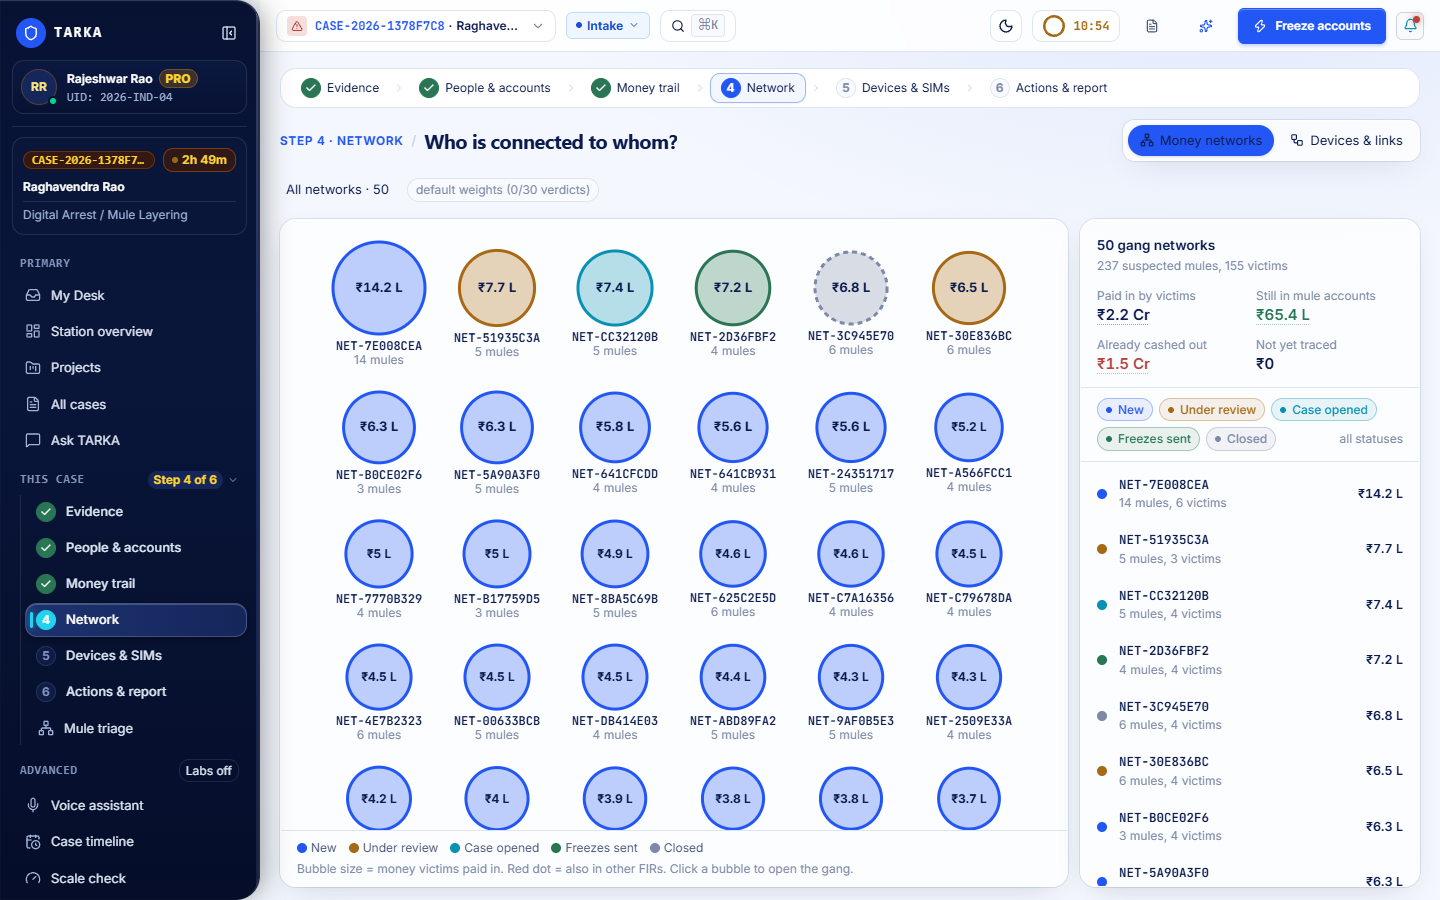 TARKA
RR
Rajeshwar Rao PRO
UID: 2026-IND-04
CASE-2026-1378F7… 2h 49m
Raghavendra Rao
Digital Arrest / Mule Layering
PRIMARY
My Desk
Station overview
Projects
All cases
Ask TARKA
THIS CASE Step 4 of 6
Evidence
People & accounts
Money trail
4 Network
5 Devices & SIMs
6 Actions & report
Mule triage
ADVANCED Labs off
Voice assistant
Case timeline
Scale check
CASE-2026-1378F7C8 · Raghave… Intake ⌘K 10:54 Freeze accounts
Evidence People & accounts Money trail 4 Network 5 Devices & SIMs 6 Actions & report
STEP 4 · NETWORK / Who is connected to whom? Money networks Devices & links
All networks · 50 default weights (0/30 verdicts)
₹14.2 L ₹7.7 L ₹7.4 L ₹7.2 L ₹6.8 L ₹6.5 L
NET-7E008CEA NET-51935C3A NET-CC32120B NET-2D36FBF2 NET-3C945E70 NET-30E836BC
14 mules 5 mules 5 mules 4 mules 6 mules 6 mules
₹6.3 L ₹6.3 L ₹5.8 L ₹5.6 L ₹5.6 L ₹5.2 L
NET-B0CE02F6 NET-5A90A3F0 NET-641CFCDD NET-641CB931 NET-24351717 NET-A566FCC1
3 mules 5 mules 4 mules 4 mules 5 mules 4 mules
₹5 L ₹5 L ₹4.9 L ₹4.6 L ₹4.6 L ₹4.5 L
NET-7770B329 NET-B17759D5 NET-8BA5C69B NET-625C2E5D NET-C7A16356 NET-C79678DA
4 mules 3 mules 5 mules 6 mules 4 mules 4 mules
₹4.5 L ₹4.5 L ₹4.5 L ₹4.4 L ₹4.3 L ₹4.3 L
NET-4E7B2323 NET-00633BCB NET-DB414E03 NET-ABD89FA2 NET-9AF0B5E3 NET-2509E33A
6 mules 5 mules 4 mules 5 mules 5 mules 4 mules
₹4.2 L ₹4 L ₹3.9 L ₹3.8 L ₹3.8 L ₹3.7 L
New Under review Case opened Freezes sent Closed
Bubble size = money victims paid in. Red dot = also in other FIRs. Click a bubble to open the gang.
50 gang networks
237 suspected mules, 155 victims
Paid in by victims Still in mule accounts
₹2.2 Cr ₹65.4 L
Already cashed out Not yet traced
₹1.5 Cr ₹0
New Under review Case opened
Freezes sent Closed all statuses
NET-7E008CEA ₹14.2 L
14 mules, 6 victims
NET-51935C3A ₹7.7 L
5 mules, 3 victims
NET-CC32120B ₹7.4 L
5 mules, 4 victims
NET-2D36FBF2 ₹7.2 L
4 mules, 4 victims
NET-3C945E70 ₹6.8 L
6 mules, 4 victims
NET-30E836BC ₹6.5 L
6 mules, 4 victims
NET-B0CE02F6 ₹6.3 L
3 mules, 4 victims
NET-5A90A3F0 ₹6.3 L